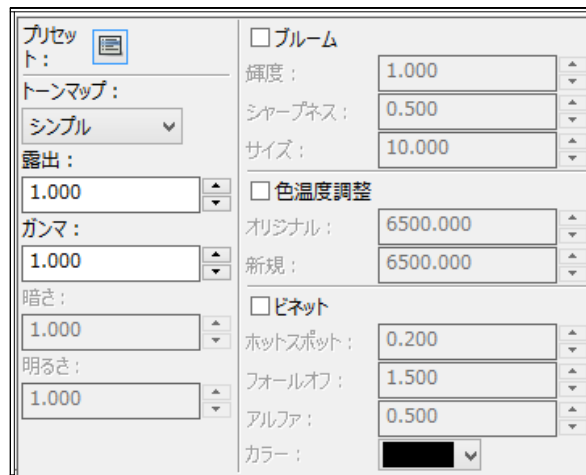 プリセッ
ト：
トーンマップ：
シンプル
露出：
1.000
ガンマ：
1.000
暗さ：
1.000
明るさ：
1.000
ブルーム
輝度： 1.000
シャープネス： 0.500
サイズ： 10.000
色温度調整
オリジナル： 6500.000
新規： 6500.000
ビネット
ホットスポット： 0.200
フォールオフ： 1.500
アルファ： 0.500
カラー：